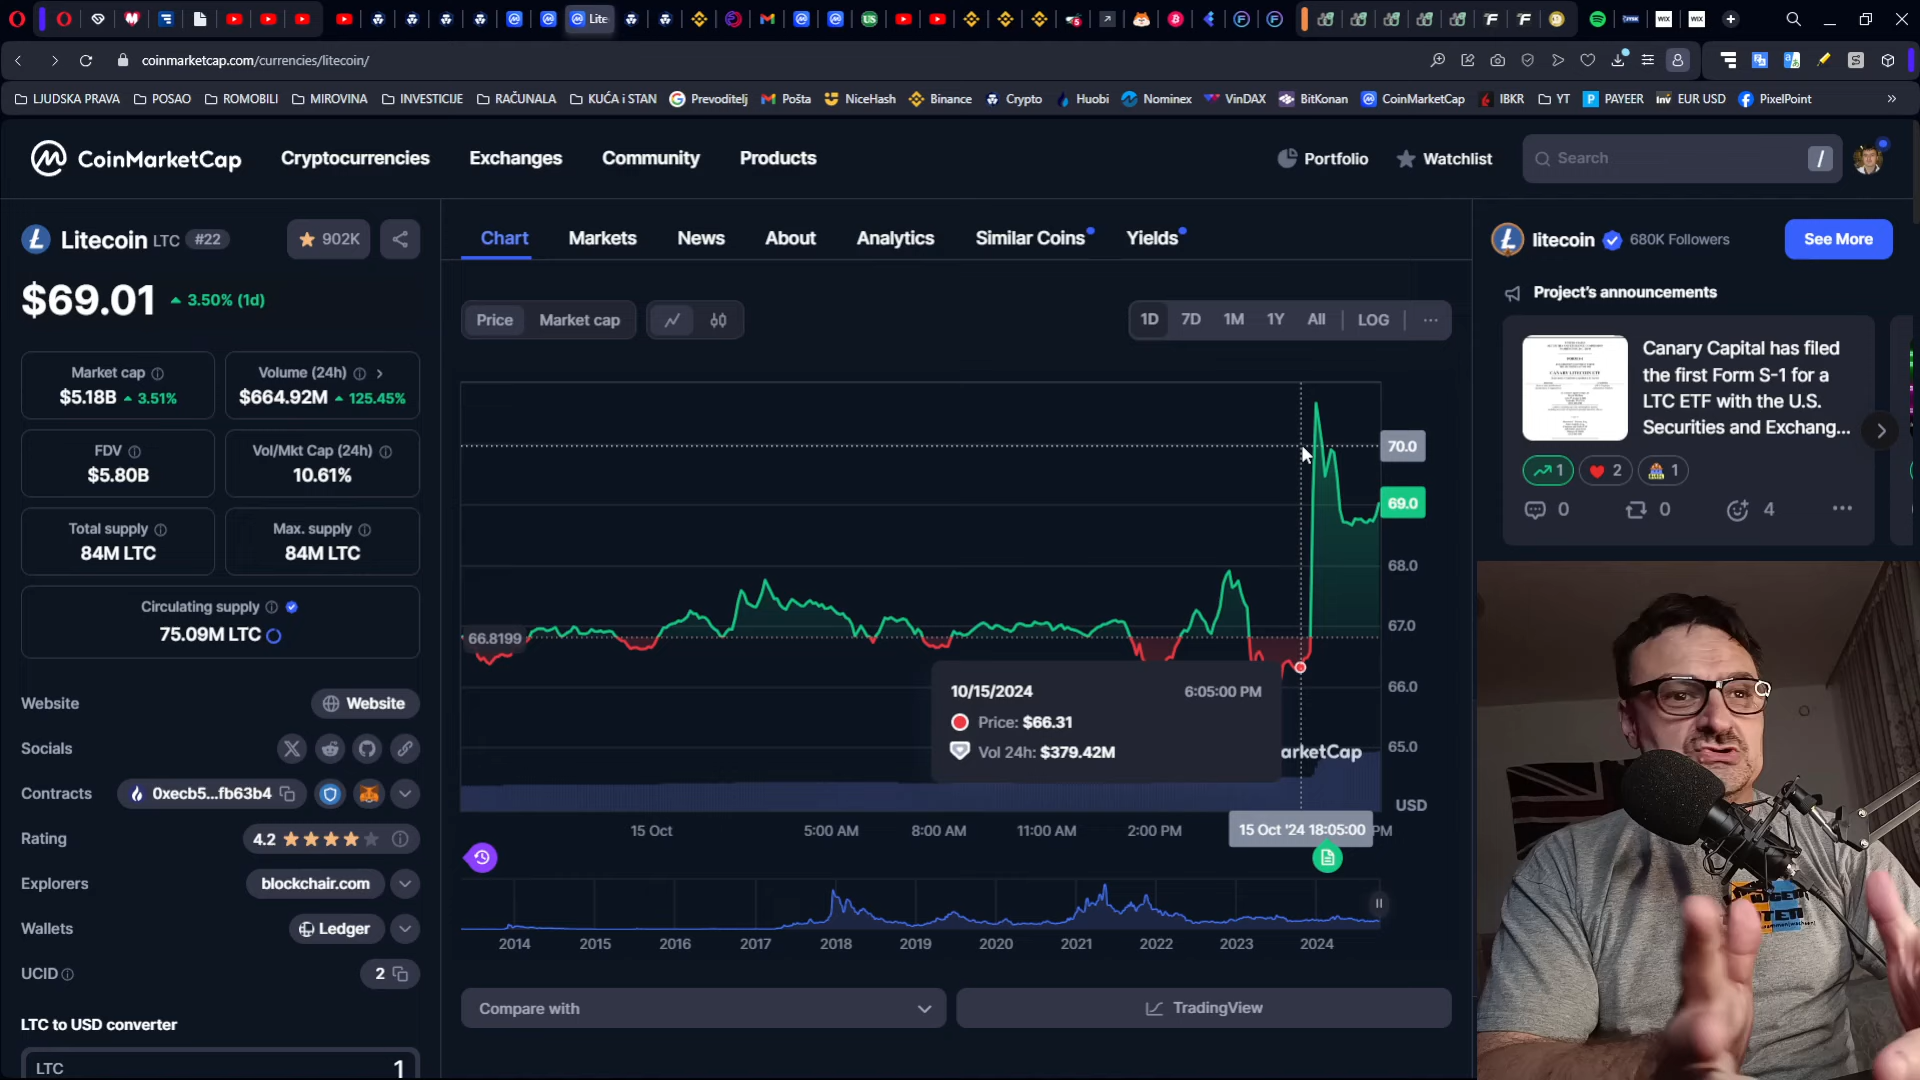 Lite
coinmarketcap.com/currencies/litecoin/
LJUDSKA PRAVA POSAO ROMOBILI MIROVINA INVESTICIJE RAČUNALA KUĆA i STAN Prevoditelj Pošta NiceHash Binance Crypto Huobi Nominex VinDAX BitKonan CoinMarketCap IBKR YT PAYEER EUR USD PixelPoint
CoinMarketCap Cryptocurrencies Exchanges Community Products Portfolio Watchlist Search /
Litecoin LTC #22 902K
$69.01 3.50% (1d)
Market cap
$5.18B 3.51%
Volume (24h)
$664.92M 125.45%
FDV
$5.80B
Vol/Mkt Cap (24h)
10.61%
Total supply
84M LTC
Max. supply
84M LTC
Circulating supply
75.09M LTC
Website Website
Socials
Contracts 0xecb5...fb63b4
Rating 4.2
Explorers blockchair.com
Wallets Ledger
UCID 2
LTC to USD converter
LTC 1
Chart Markets News About Analytics Similar Coins Yields
Price Market cap 1D 7D 1M 1Y All LOG
70.0
69.0
68.0
67.0
66.8199
66.0
65.0
10/15/2024 6:05:00 PM
Price: $66.31
Vol 24h: $379.42M
arketCap
USD
15 Oct 5:00 AM 8:00 AM 11:00 AM 2:00 PM 15 Oct '24 18:05:00 PM
2014 2015 2016 2017 2018 2019 2020 2021 2022 2023 2024
Compare with TradingView
litecoin 680K Followers See More
Project's announcements
Canary Capital has filed
the first Form S-1 for a
LTC ETF with the U.S.
Securities and Exchang...
1 2 1
0 0 4